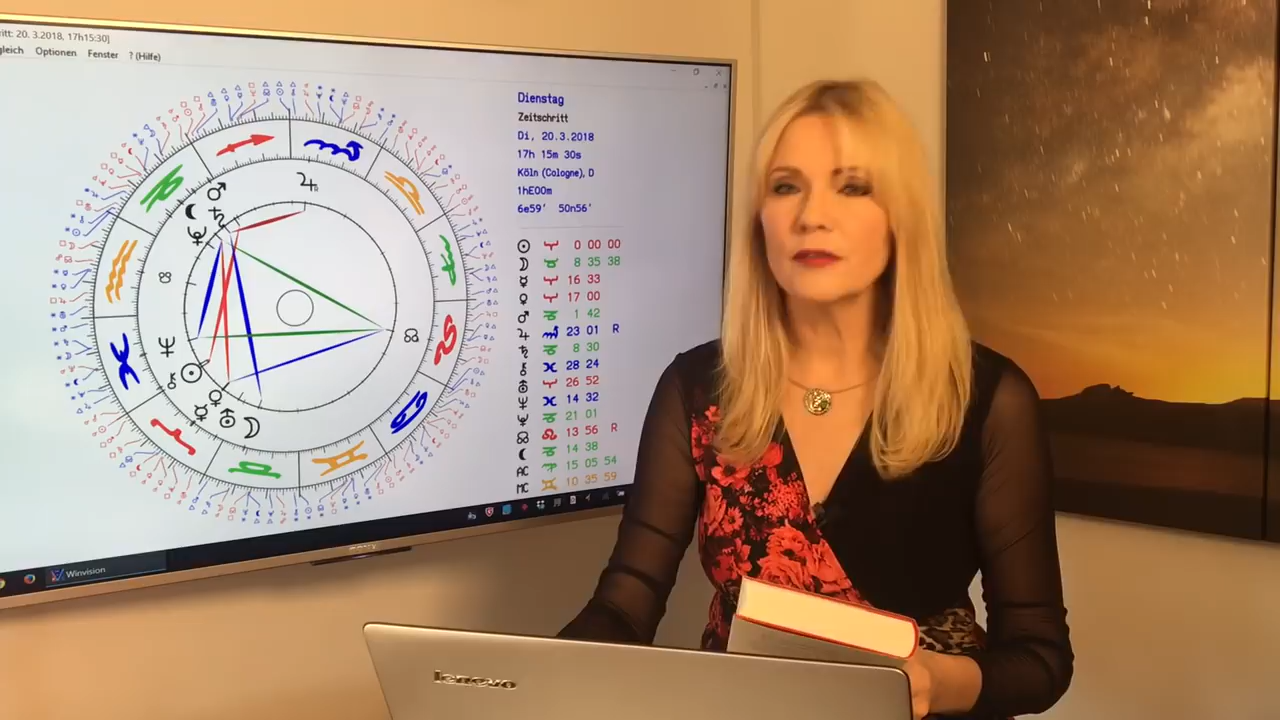 ritt: 20. 3.2018, 17h15:30]
gleich Optionen Fenster ? (Hilfe)
Dienstag
Zeitschritt
Di, 20.3.2018
17h 15m 30s
Köln (Cologne), D
1hE00m
6e59' 50n56'
☉ ♈ 0 00 00
☽ ♉ 8 35 38
☿ ♈ 16 33
♀ ♈ 17 00
♂ ♑ 1 42
♃ ♏ 23 01 R
♄ ♑ 8 30
⚷ ♓ 28 24
⛢ ♈ 26 52
♆ ♓ 14 32
♇ ♑ 21 01
☊ ♌ 13 56 R
⚸ ♑ 14 38
AC ♍ 15 05 54
MC ♊ 10 35 59
Winvision
SONY
lenovo